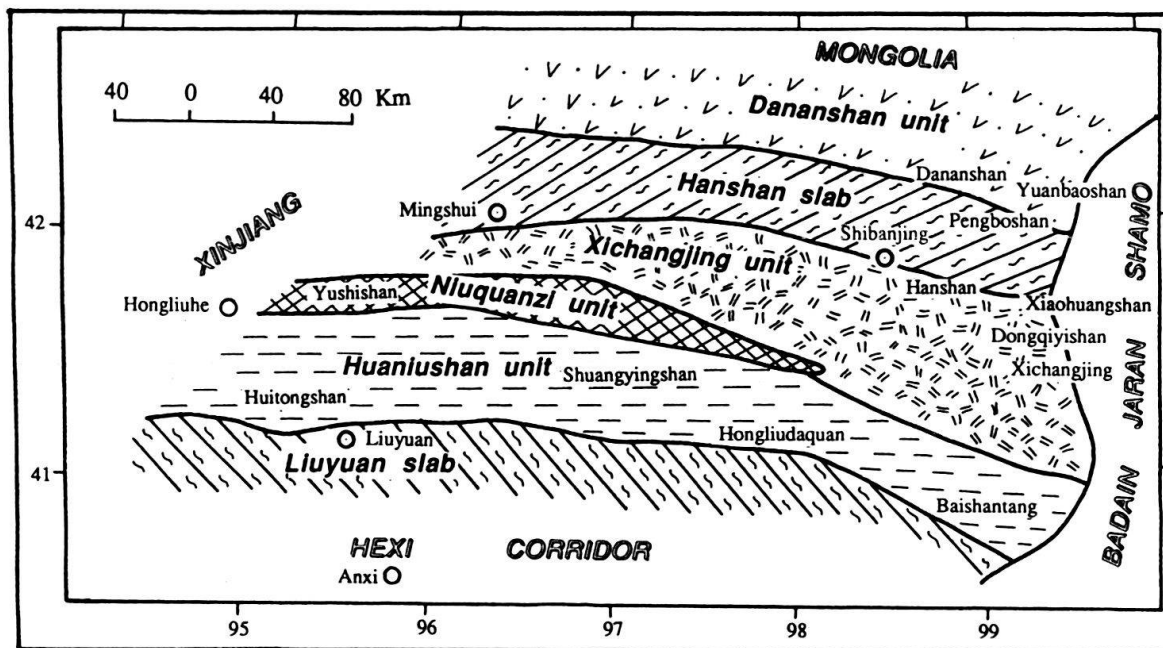 MONGOLIA
40 0 40 80 Km
Dananshan unit
Dananshan
Yuanbaoshan
Hanshan slab
Mingshui
Pengboshan
42
Shibanjing
XINJIANG
Xichangjing unit
BADAIN JARAN SHAMO
Hanshan
Yushishan
Niuquanzi unit
Hongliuhe
Xiaohuangshan
Dongqiyishan
Huaniushan unit
Shuangyingshan
Xichangjing
Huitongshan
Liuyuan
Hongliudaquan
Liuyuan slab
41
Baishantang
HEXI CORRIDOR
Anxi
95 96 97 98 99